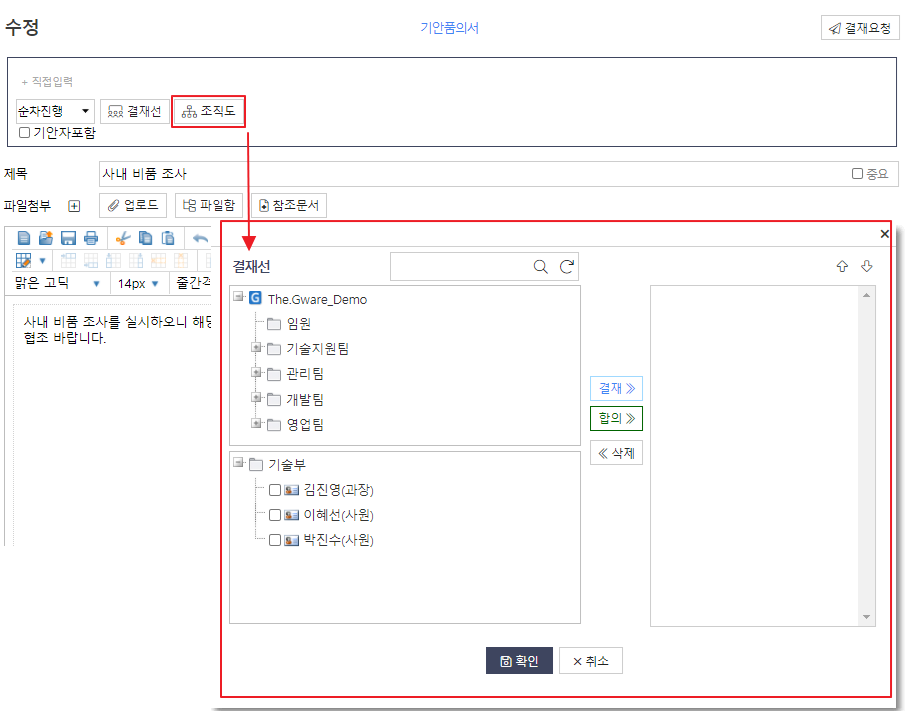 수정
기안품의서
결재요청
+ 직접입력
순차진행 결재선 조직도
기안자포함
제목 사내 비품 조사 중요
파일첨부 업로드 파일함 참조문서
맑은 고딕 14px 줄간격
사내 비품 조사를 실시하오니 해당
협조 바랍니다.
결재선
The.Gware_Demo
임원
기술지원팀
관리팀
개발팀
영업팀
결재
합의
삭제
기술부
김진영(과장)
이혜선(사원)
박진수(사원)
확인 취소